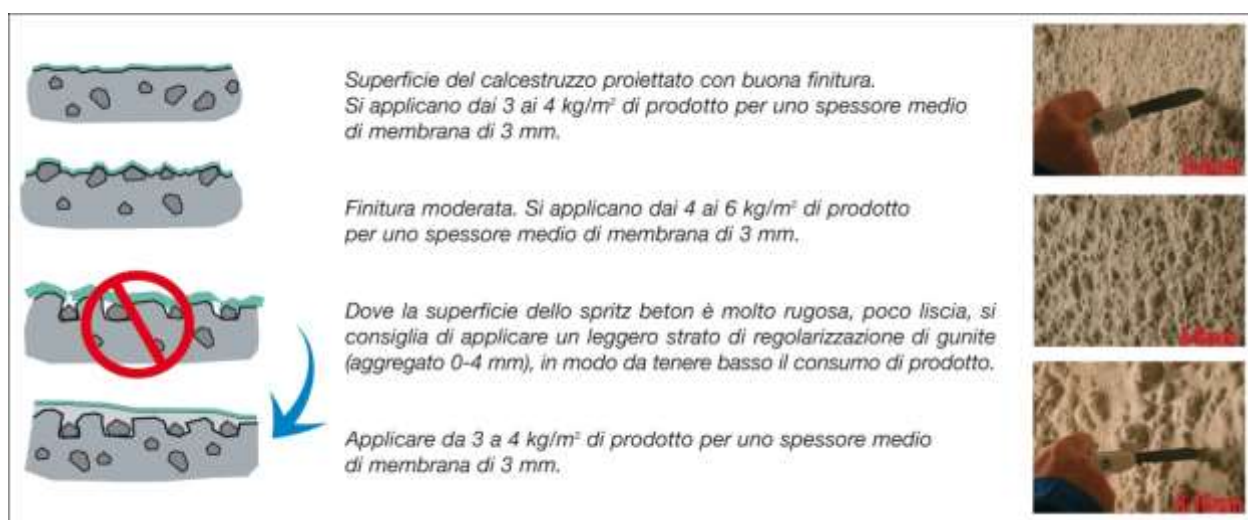 Superficie del calcestruzzo proiettato con buona finitura.
Si applicano dai 3 ai 4 kg/m² di prodotto per uno spessore medio
di membrana di 3 mm.
Finitura moderata. Si applicano dai 4 ai 6 kg/m² di prodotto
per uno spessore medio di membrana di 3 mm.
Dove la superficie dello spritz beton è molto rugosa, poco liscia, si
consiglia di applicare un leggero strato di regolarizzazione di gunite
(aggregato 0-4 mm), in modo da tenere basso il consumo di prodotto.
Applicare da 3 a 4 kg/m² di prodotto per uno spessore medio
di membrana di 3 mm.